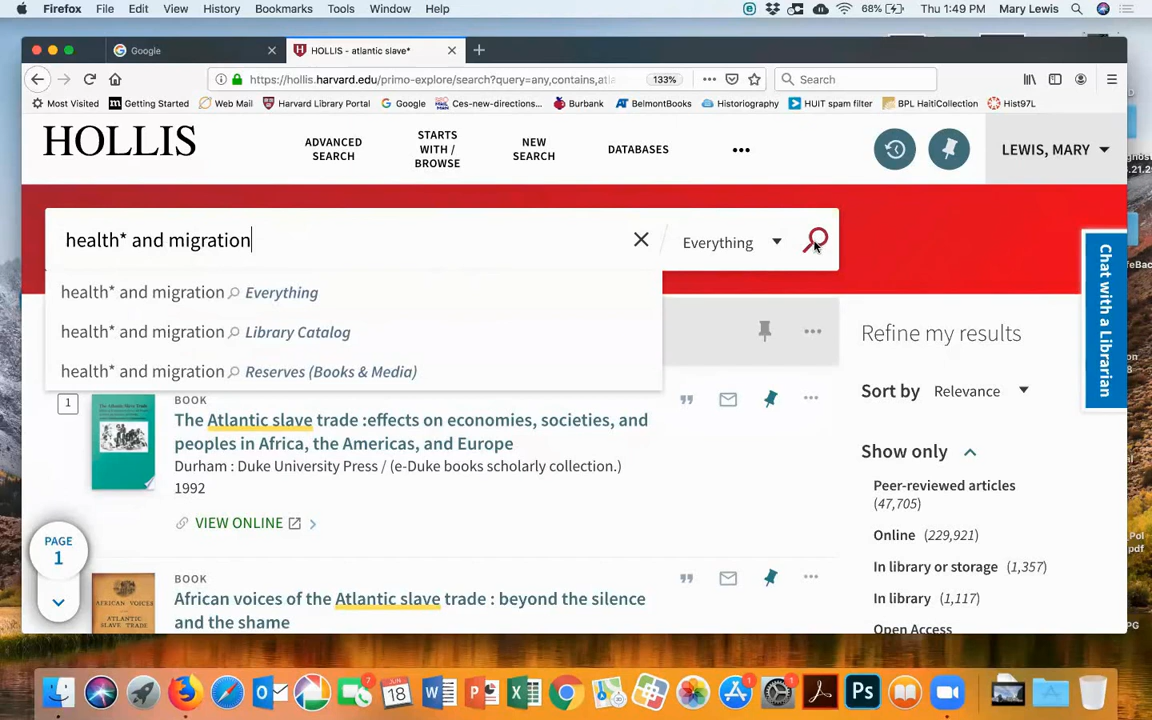 Firefox File Edit View History Bookmarks Tools Window Help 68% Thu 1:49 PM Mary Lewis
Google HOLLIS - atlantic slave*
https://hollis.harvard.edu/primo-explore/search?query=any,contains,atl 133% Search
Most Visited Getting Started Web Mail Harvard Library Portal Google Ces-new-directions... Burbank BelmontBooks Historiography HUIT spam filter BPL HaitiCollection Hist97L
HOLLIS ADVANCED SEARCH STARTS WITH / BROWSE NEW SEARCH DATABASES ••• LEWIS, MARY
health* and migration Everything
health* and migration Everything
health* and migration Library Catalog
health* and migration Reserves (Books & Media)
1 BOOK
The Atlantic slave trade :effects on economies, societies, and
peoples in Africa, the Americas, and Europe
Durham : Duke University Press / (e-Duke books scholarly collection.)
1992
VIEW ONLINE
PAGE
1
BOOK
African voices of the Atlantic slave trade : beyond the silence
and the shame
Refine my results
Sort by Relevance
Show only
Peer-reviewed articles
(47,705)
Online (229,921)
In library or storage (1,357)
In library (1,117)
Open Access
Chat with a Librarian
7
JUN
18
1
1
Ps